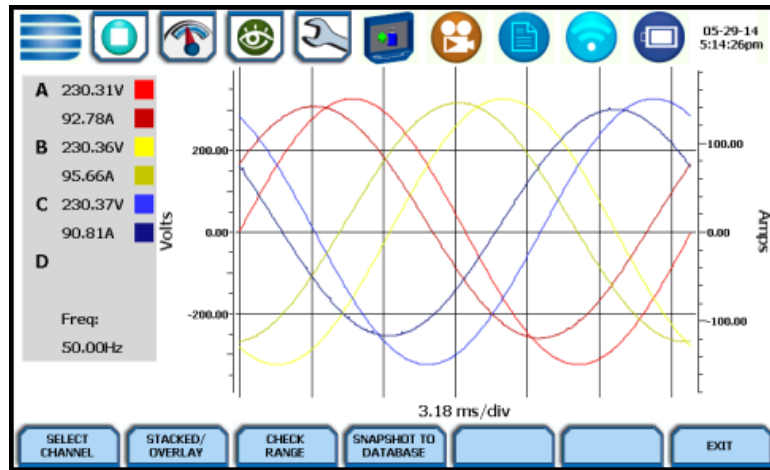 05-29-14
5:14:26pm
A 230.31V
92.78A
B 230.36V
95.66A
C 230.37V
90.81A
D
Freq:
50.00Hz
Volts
200.00
0.00
-200.00
100.00
0.00
-100.00
Amps
3.18 ms/div
SELECT CHANNEL
STACKED/ OVERLAY
CHECK RANGE
SNAPSHOT TO DATABASE
EXIT